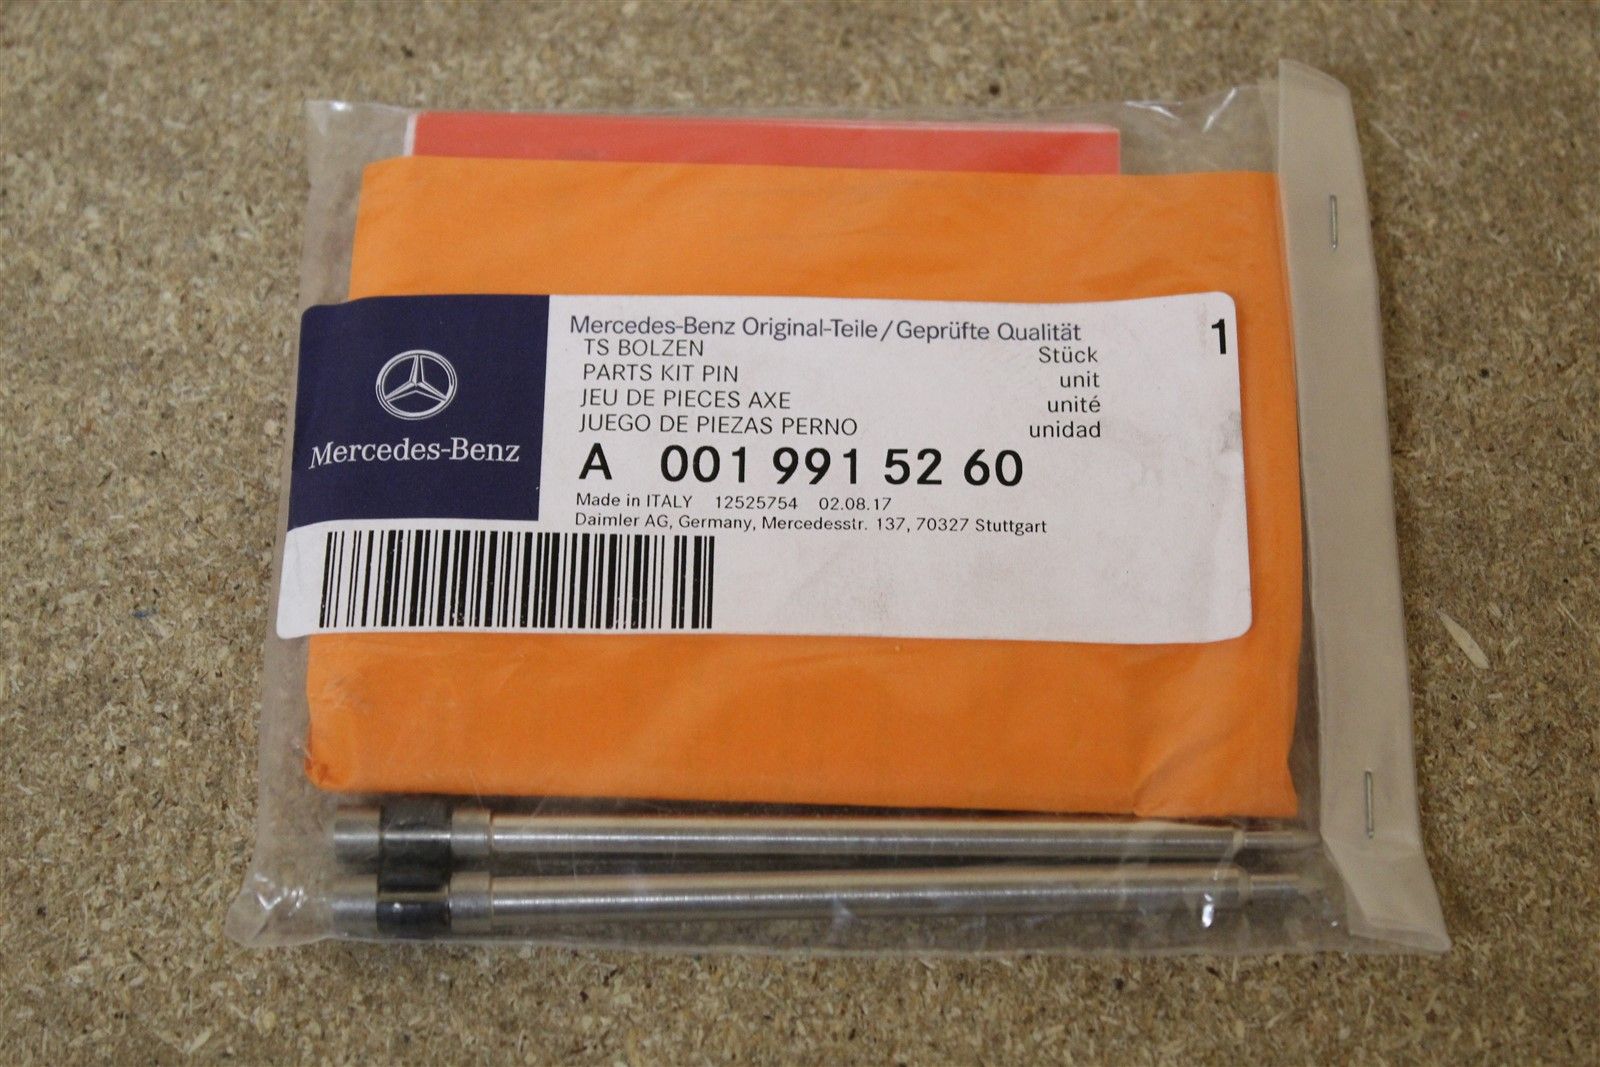 Mercedes-Benz
Mercedes-Benz Original-Teile/Geprüfte Qualität
TS BOLZEN Stück 1
PARTS KIT PIN unit
JEU DE PIECES AXE unité
JUEGO DE PIEZAS PERNO unidad
A 001 991 52 60
Made in ITALY 12525754 02.08.17
Daimler AG, Germany, Mercedesstr. 137, 70327 Stuttgart